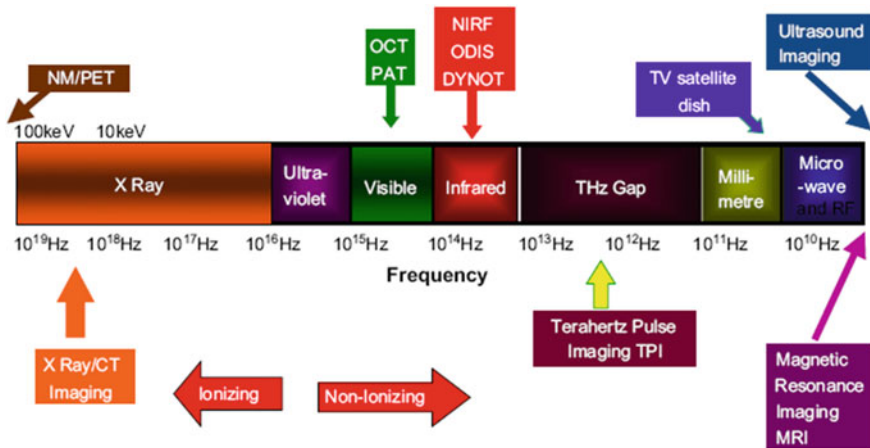 NIRF
ODIS
DYNOT
OCT
PAT
Ultrasound
Imaging
NM/PET
TV satellite
dish
100keV 10keV
X Ray
Ultra-
violet
Visible
Infrared
THz Gap
Milli-
metre
Micro
-wave
and RF
10¹⁹Hz 10¹⁸Hz 10¹⁷Hz 10¹⁶Hz 10¹⁵Hz 10¹⁴Hz 10¹³Hz 10¹²Hz 10¹¹Hz 10¹⁰Hz
Frequency
X Ray/CT
Imaging
Ionizing
Non-Ionizing
Terahertz Pulse
Imaging TPI
Magnetic
Resonance
Imaging
MRI